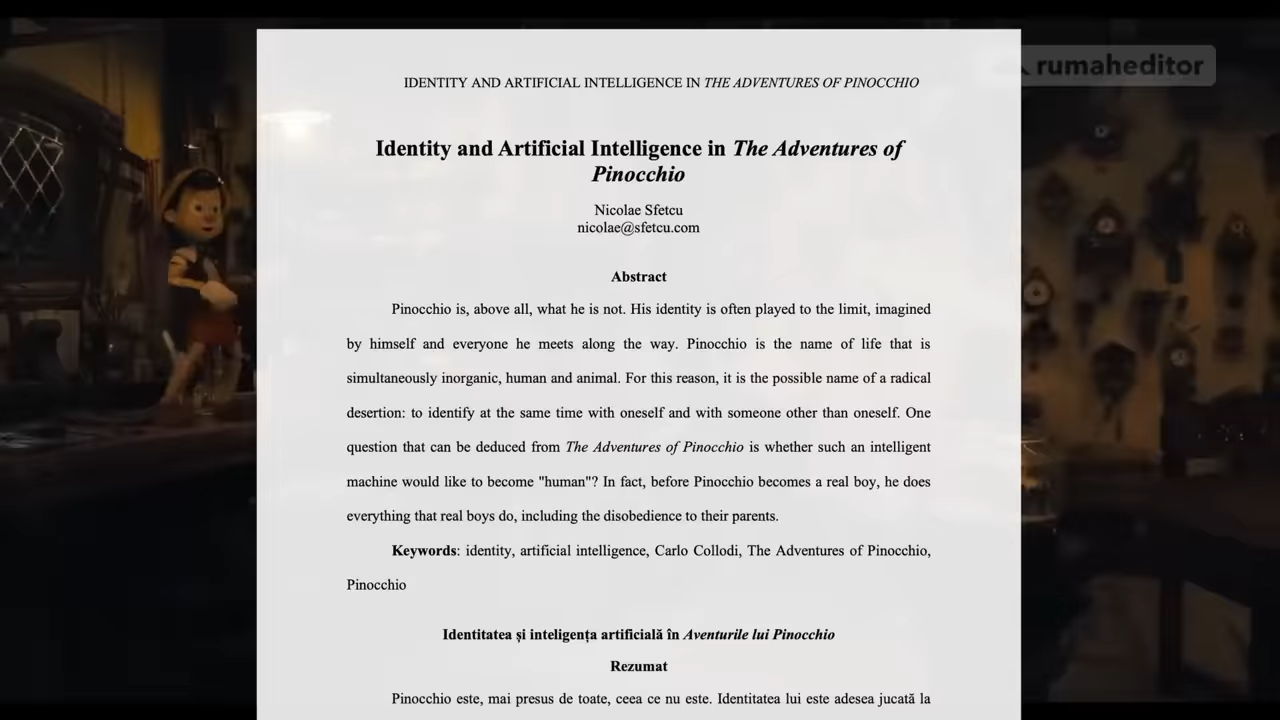 rumaheditor
IDENTITY AND ARTIFICIAL INTELLIGENCE IN THE ADVENTURES OF PINOCCHIO
Identity and Artificial Intelligence in The Adventures of
Pinocchio
Nicolae Sfetcu
nicolae@sfetcu.com
Abstract
Pinocchio is, above all, what he is not. His identity is often played to the limit, imagined
by himself and everyone he meets along the way. Pinocchio is the name of life that is
simultaneously inorganic, human and animal. For this reason, it is the possible name of a radical
desertion: to identify at the same time with oneself and with someone other than oneself. One
question that can be deduced from The Adventures of Pinocchio is whether such an intelligent
machine would like to become "human"? In fact, before Pinocchio becomes a real boy, he does
everything that real boys do, including the disobedience to their parents.
Keywords: identity, artificial intelligence, Carlo Collodi, The Adventures of Pinocchio,
Pinocchio
Identitatea și inteligența artificială în Aventurile lui Pinocchio
Rezumat
Pinocchio este, mai presus de toate, ceea ce nu este. Identitatea lui este adesea jucată la